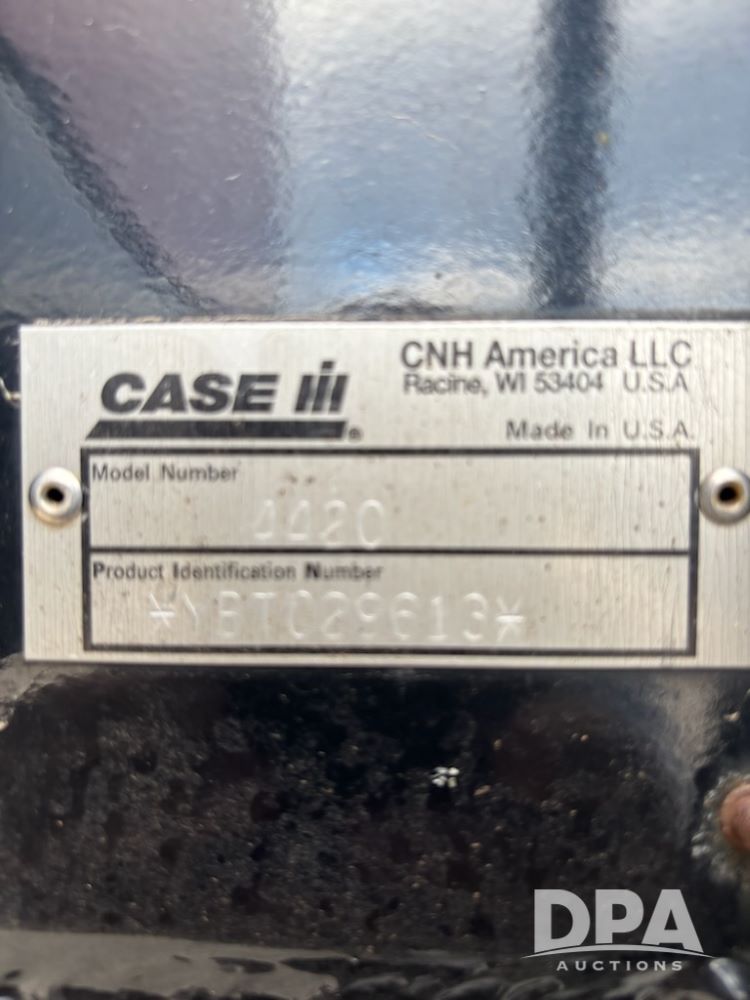 CASE IH®
CNH America LLC
Racine, WI 53404 U.S.A
Made In U.S.A.
Model Number
4420
Product Identification Number
*YBT029613*
DPA
AUCTIONS